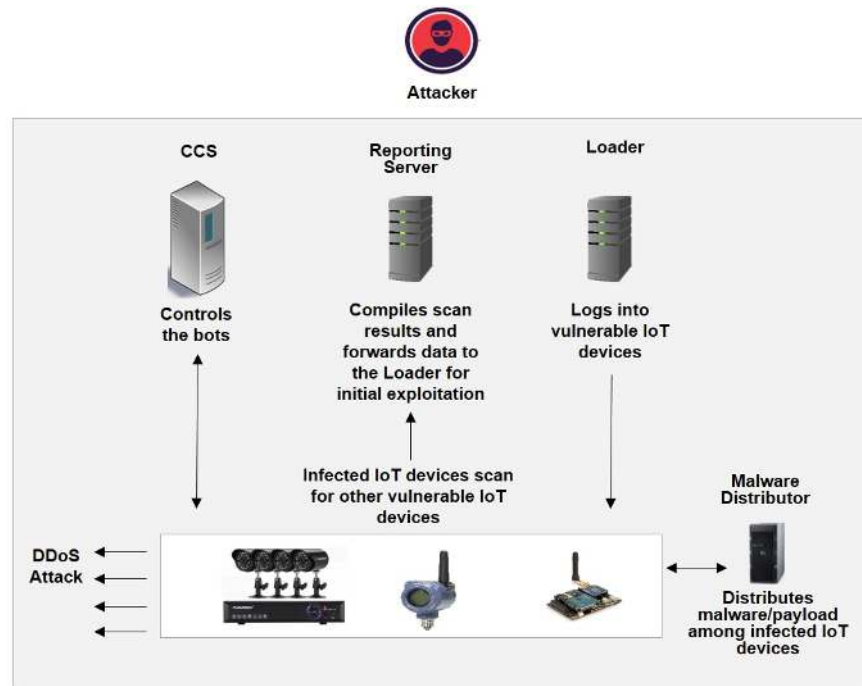 Attacker
CCS
Controls
the bots
Reporting
Server
Compiles scan
results and
forwards data to
the Loader for
initial exploitation
Loader
Logs into
vulnerable IoT
devices
Infected IoT devices scan
for other vulnerable IoT
devices
Malware
Distributor
Distributes
malware/payload
among infected IoT
devices
DDoS
Attack